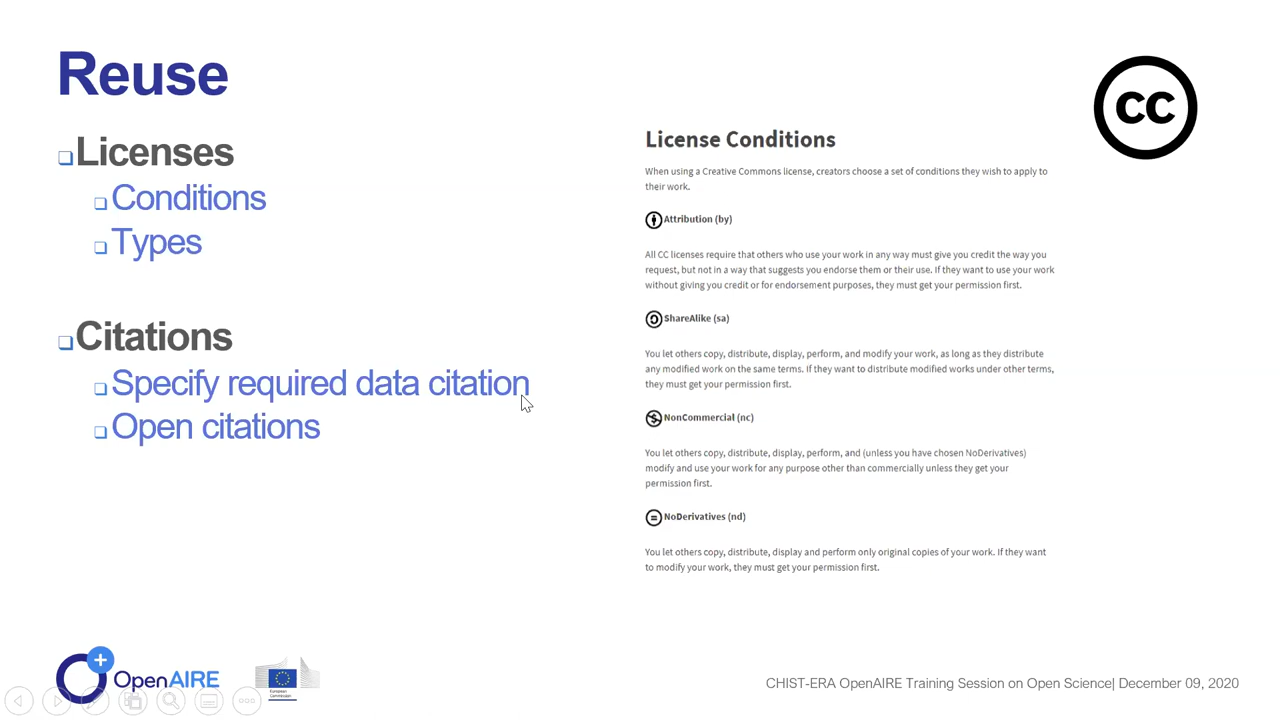 Reuse
Licenses
Conditions
Types
Citations
Specify required data citation
Open citations
CC
License Conditions
When using a Creative Commons license, creators choose a set of conditions they wish to apply to
their work.
Attribution (by)
All CC licenses require that others who use your work in any way must give you credit the way you
request, but not in a way that suggests you endorse them or their use. If they want to use your work
without giving you credit or for endorsement purposes, they must get your permission first.
ShareAlike (sa)
You let others copy, distribute, display, perform, and modify your work, as long as they distribute
any modified work on the same terms. If they want to distribute modified works under other terms,
they must get your permission first.
NonCommercial (nc)
You let others copy, distribute, display, perform, and (unless you have chosen NoDerivatives)
modify and use your work for any purpose other than commercially unless they get your
permission first.
NoDerivatives (nd)
You let others copy, distribute, display and perform only original copies of your work. If they want
to modify your work, they must get your permission first.
OpenAIRE
European
Commission
CHIST-ERA OpenAIRE Training Session on Open Science| December 09, 2020